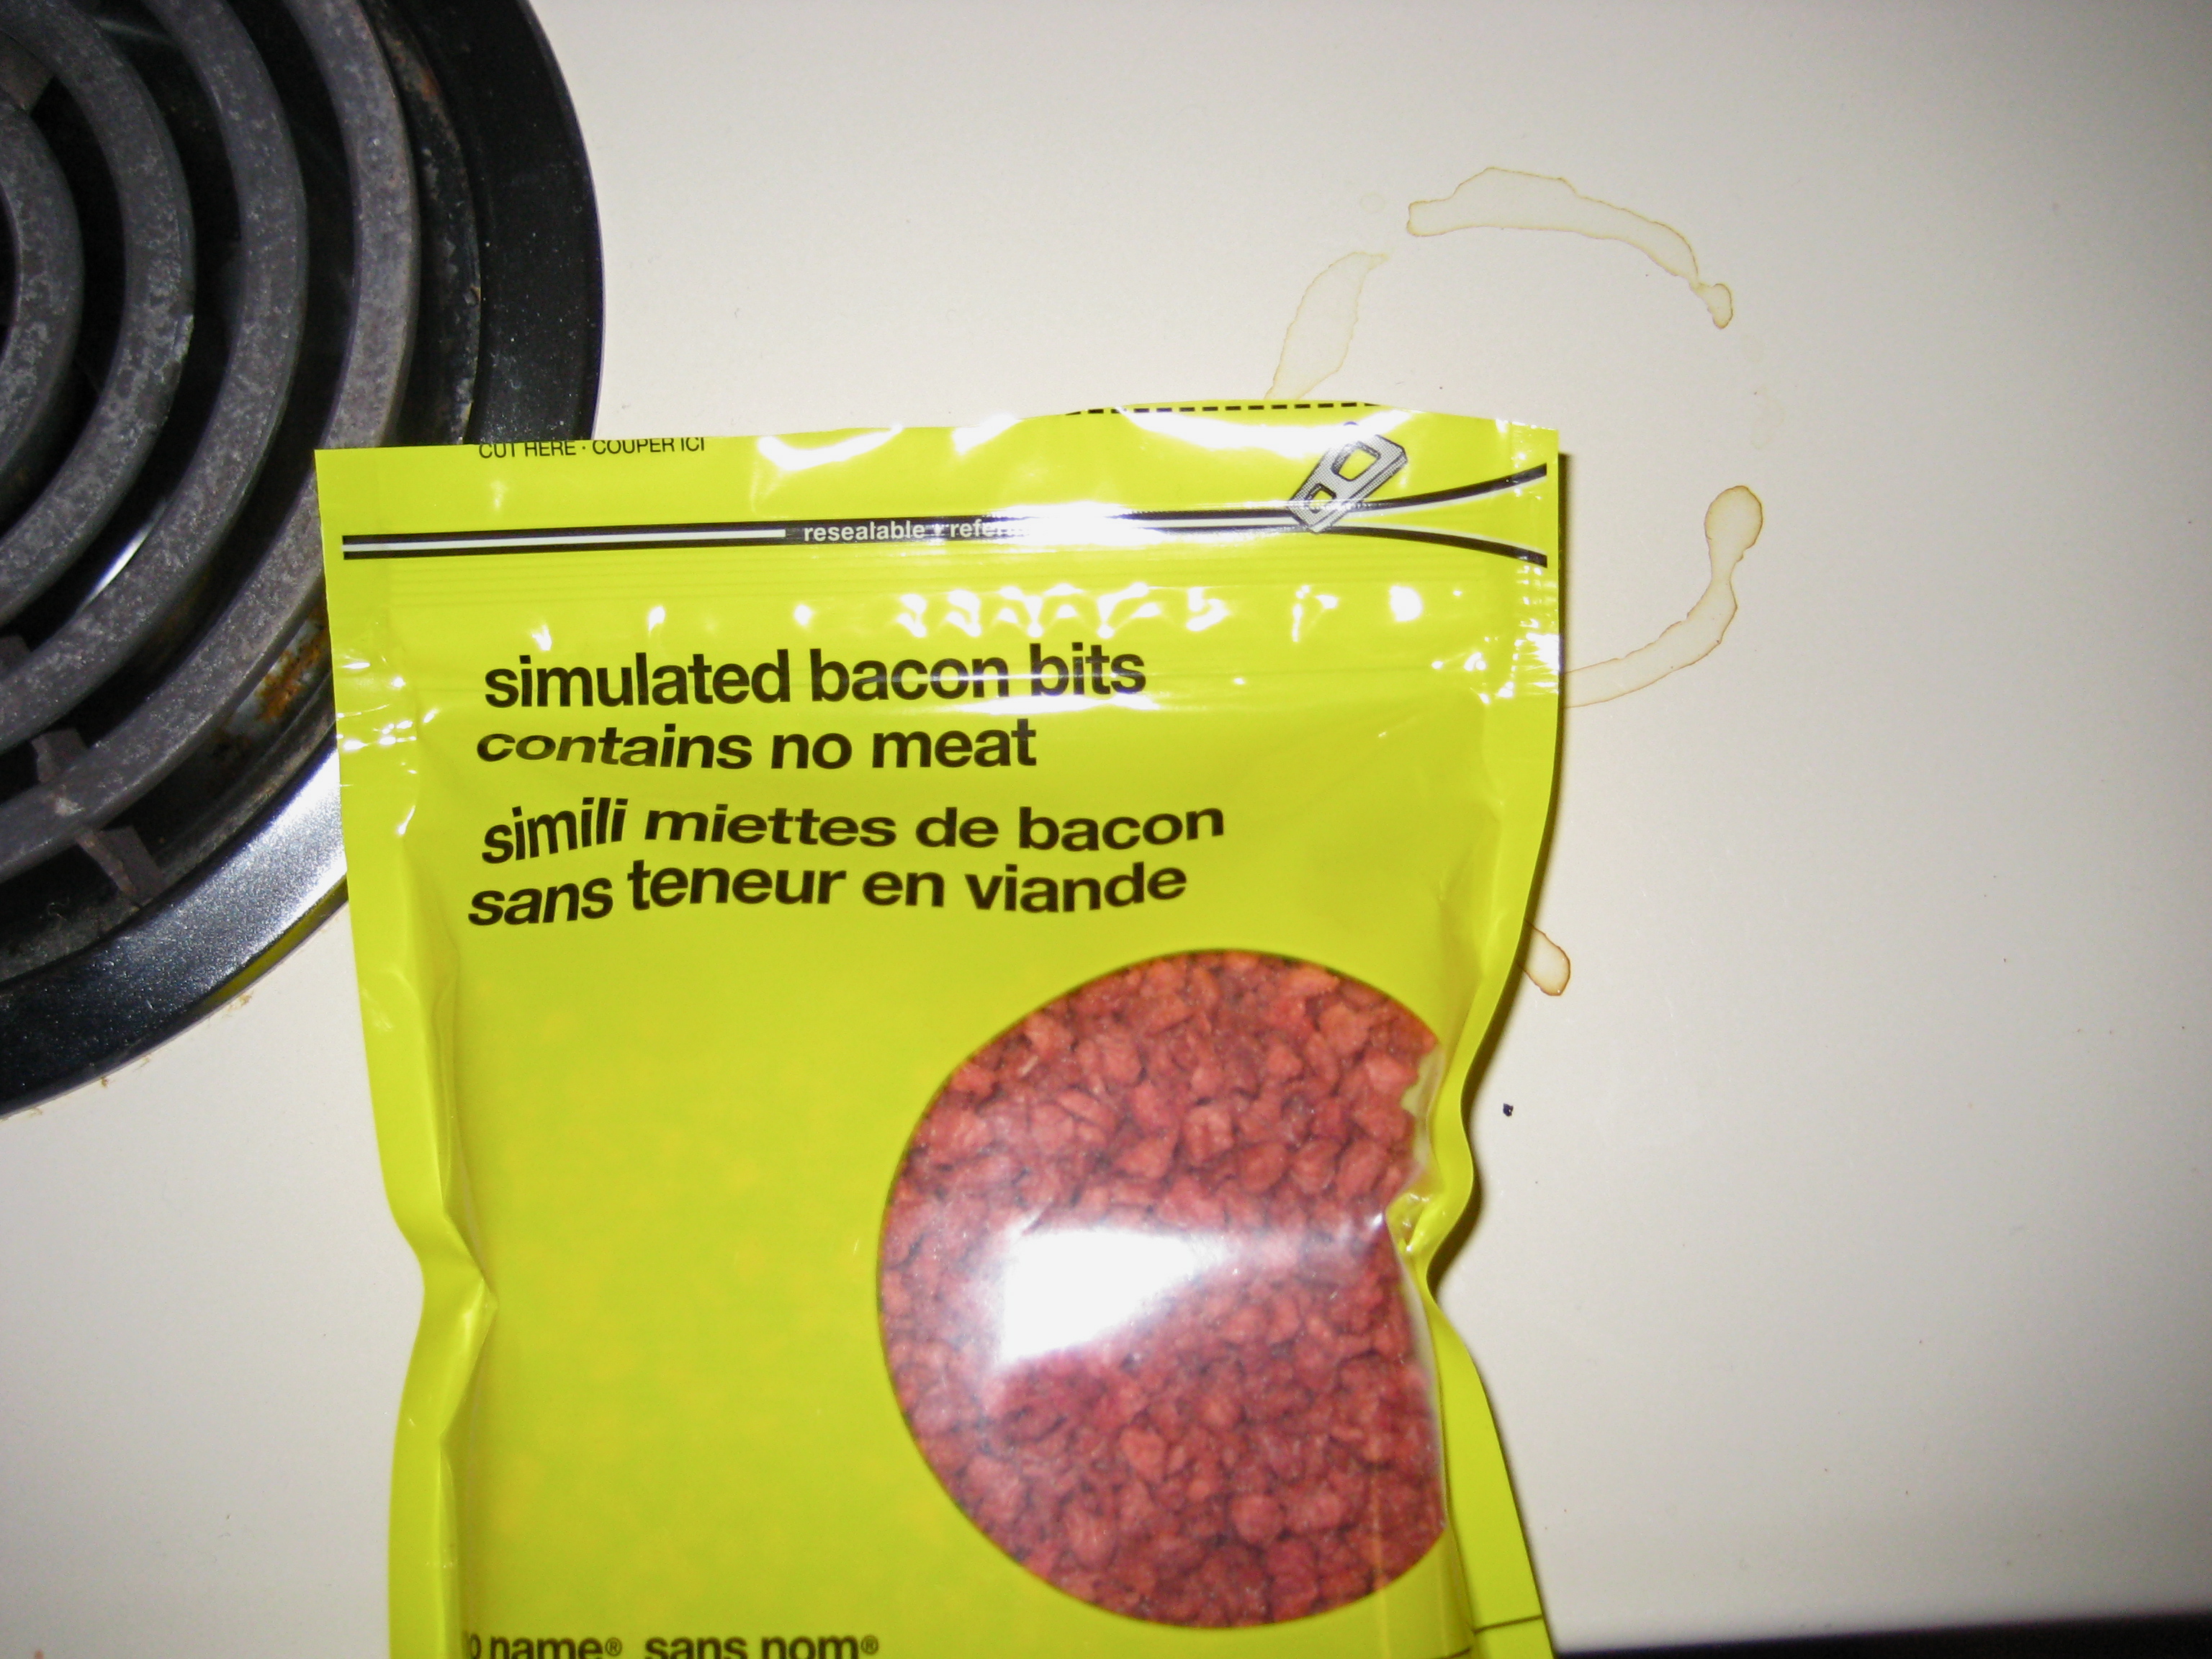 CUT HERE · COUPER ICI
resealable
simulated bacon bits
contains no meat
simili miettes de bacon
sans teneur en viande
name® sans nom®